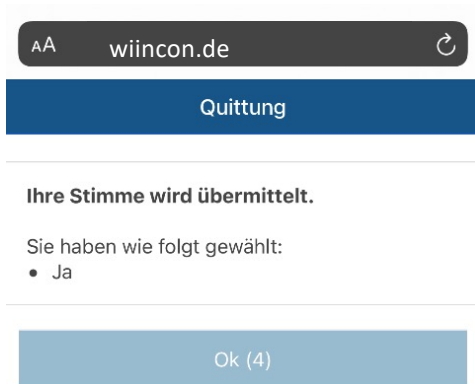 AA wiincon.de
Quittung
Ihre Stimme wird übermittelt.
Sie haben wie folgt gewählt:
• Ja
Ok (4)